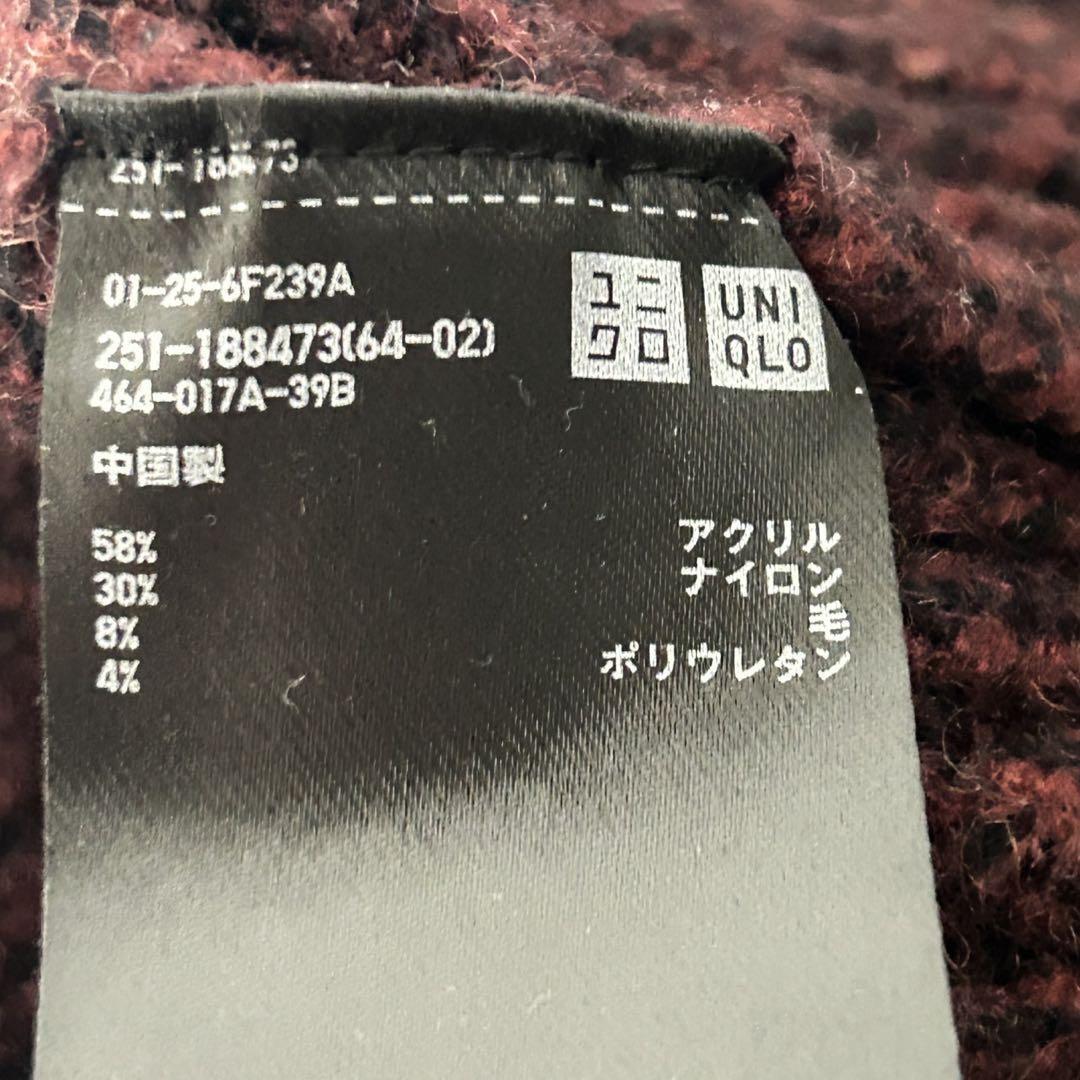 251-188473
01-25-6F239A
251-188473(64-02)
464-017A-39B
ユニ
クロ
UNI
QLO
中国製
58% アクリル
30% ナイロン
8% 毛
4% ポリウレタン